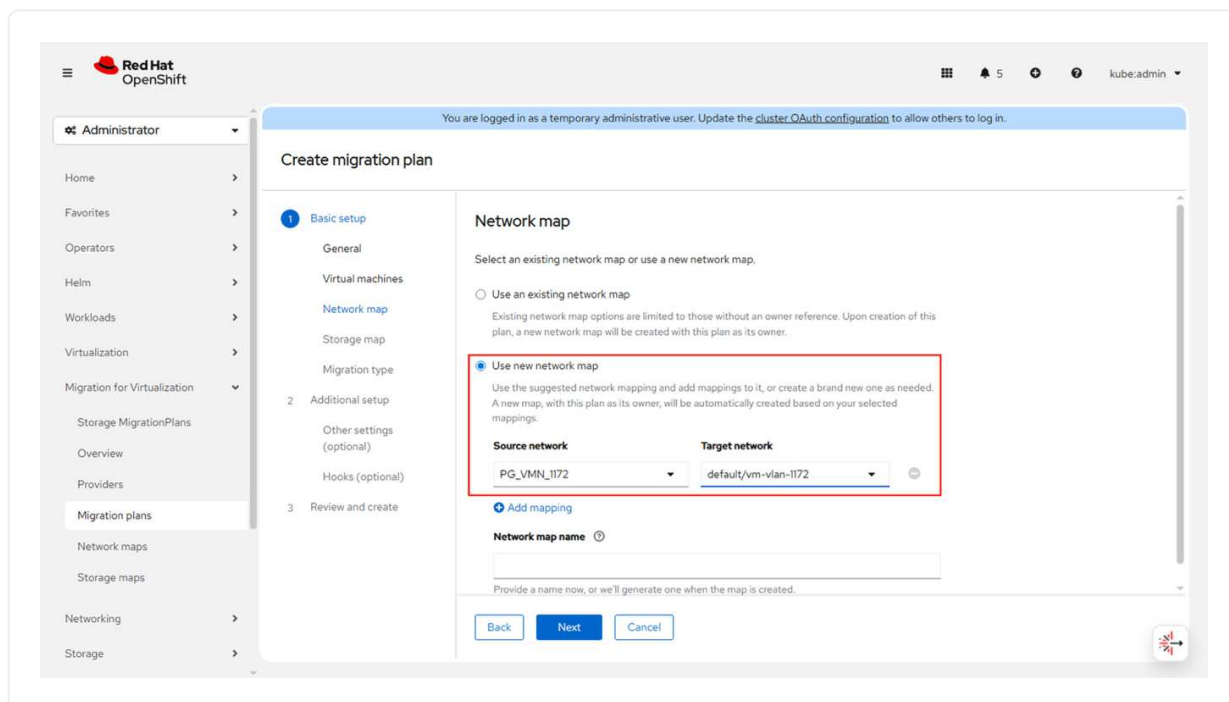 Red Hat
OpenShift
5
kube:admin
Administrator
Home
Favorites
Operators
Helm
Workloads
Virtualization
Migration for Virtualization
Storage MigrationPlans
Overview
Providers
Migration plans
Network maps
Storage maps
Networking
Storage
You are logged in as a temporary administrative user. Update the cluster OAuth configuration to allow others to log in.
Create migration plan
1 Basic setup
General
Virtual machines
Network map
Storage map
Migration type
2 Additional setup
Other settings
(optional)
Hooks (optional)
3 Review and create
Network map
Select an existing network map or use a new network map.
Use an existing network map
Existing network map options are limited to those without an owner reference. Upon creation of this
plan, a new network map will be created with this plan as its owner.
Use new network map
Use the suggested network mapping and add mappings to it, or create a brand new one as needed.
A new map, with this plan as its owner, will be automatically created based on your selected
mappings.
Source network Target network
PG_VMN_1172 default/vm-vlan-1172
Add mapping
Network map name
Provide a name now, or we'll generate one when the map is created.
Back Next Cancel